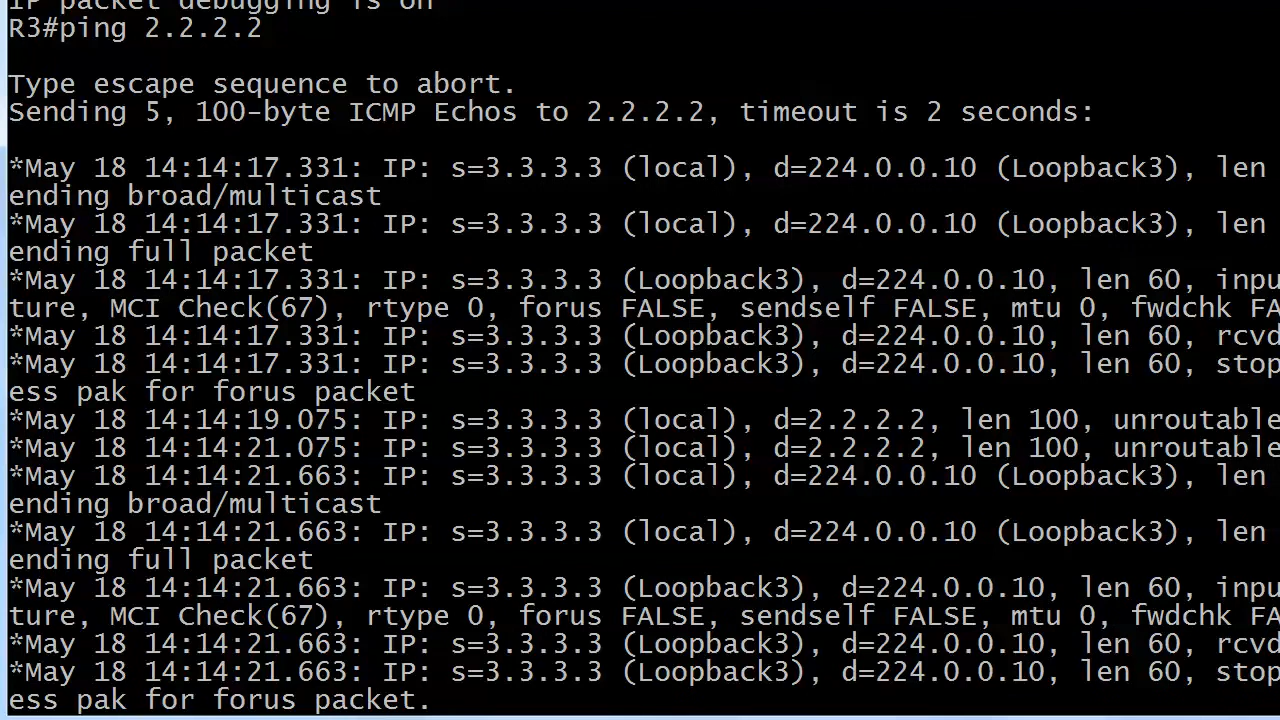 IP packet debugging is on
R3#ping 2.2.2.2
Type escape sequence to abort.
Sending 5, 100-byte ICMP Echos to 2.2.2.2, timeout is 2 seconds:
*May 18 14:14:17.331: IP: s=3.3.3.3 (local), d=224.0.0.10 (Loopback3), len
ending broad/multicast
*May 18 14:14:17.331: IP: s=3.3.3.3 (local), d=224.0.0.10 (Loopback3), len
ending full packet
*May 18 14:14:17.331: IP: s=3.3.3.3 (Loopback3), d=224.0.0.10, len 60, inpu
ture, MCI Check(67), rtype 0, forus FALSE, sendself FALSE, mtu 0, fwdchk FA
*May 18 14:14:17.331: IP: s=3.3.3.3 (Loopback3), d=224.0.0.10, len 60, rcvd
*May 18 14:14:17.331: IP: s=3.3.3.3 (Loopback3), d=224.0.0.10, len 60, stop
ess pak for forus packet
*May 18 14:14:19.075: IP: s=3.3.3.3 (local), d=2.2.2.2, len 100, unroutable
*May 18 14:14:21.075: IP: s=3.3.3.3 (local), d=2.2.2.2, len 100, unroutable
*May 18 14:14:21.663: IP: s=3.3.3.3 (local), d=224.0.0.10 (Loopback3), len
ending broad/multicast
*May 18 14:14:21.663: IP: s=3.3.3.3 (local), d=224.0.0.10 (Loopback3), len
ending full packet
*May 18 14:14:21.663: IP: s=3.3.3.3 (Loopback3), d=224.0.0.10, len 60, inpu
ture, MCI Check(67), rtype 0, forus FALSE, sendself FALSE, mtu 0, fwdchk FA
*May 18 14:14:21.663: IP: s=3.3.3.3 (Loopback3), d=224.0.0.10, len 60, rcvd
*May 18 14:14:21.663: IP: s=3.3.3.3 (Loopback3), d=224.0.0.10, len 60, stop
ess pak for forus packet.